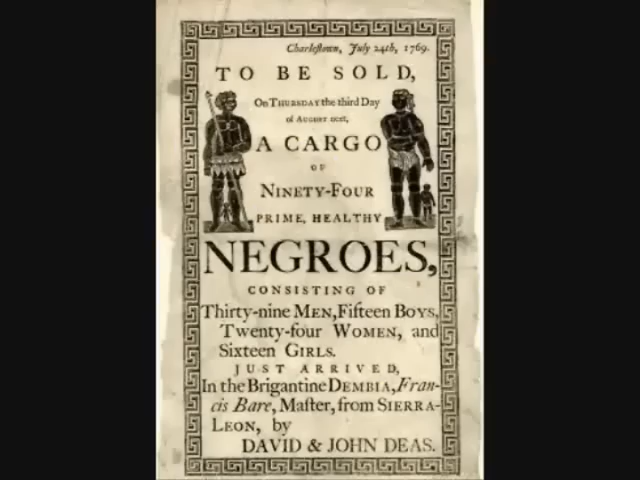 Charlestown, July 24th, 1769.
TO BE SOLD,
On THURSDAY the third Day
of AUGUST next,
A CARGO
OF
NINETY-FOUR
PRIME, HEALTHY
NEGROES,
CONSISTING OF
Thirty-nine MEN, Fifteen BOYS,
Twenty-four WOMEN, and
Sixteen GIRLS.
JUST ARRIVED,
In the Brigantine DEMBIA, Fran-
cis Bare, Maſter, from SIERRA-
LEON, by
DAVID & JOHN DEAS.